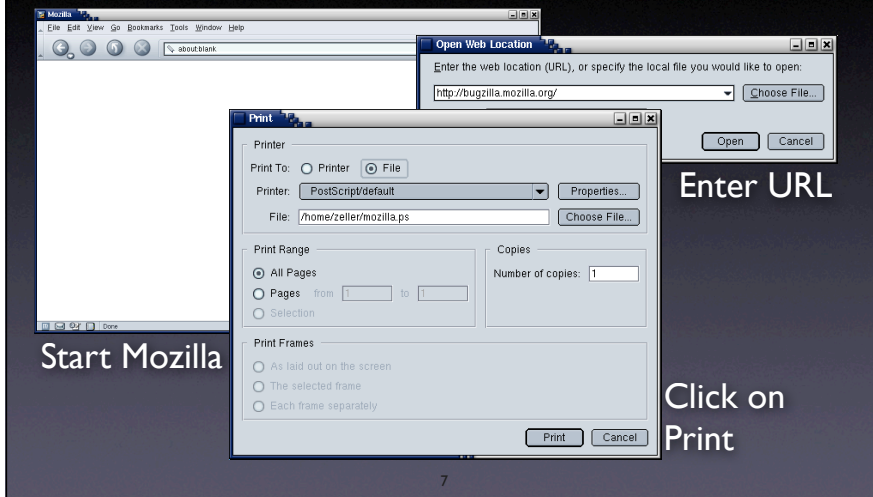 Mozilla
File Edit View Go Bookmarks Tools Window Help
about:blank
Open Web Location
Enter the web location (URL), or specify the local file you would like to open:
http://bugzilla.mozilla.org/
Choose File...
Open Cancel
Enter URL
Print
Printer
Print To: Printer File
Printer: PostScript/default Properties...
File: /home/zeller/mozilla.ps Choose File...
Print Range
All Pages
Pages from 1 to 1
Selection
Copies
Number of copies: 1
Done
Start Mozilla
Print Frames
As laid out on the screen
The selected frame
Each frame separately
Print Cancel
Click on
Print
7